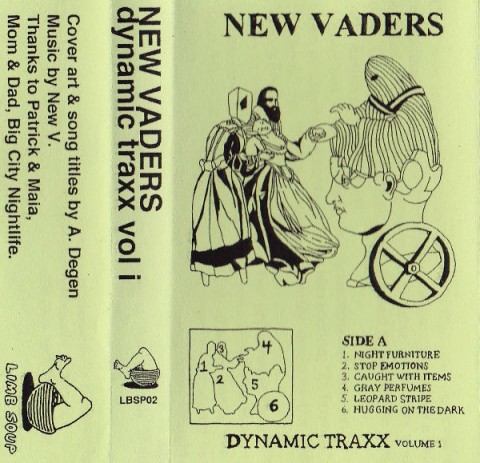 Cover art & song titles by A. Degen
Music by New V.
Thanks to Patrick & Maia,
Mom & Dad, Big City Nightlife.
LIMB SOUP
NEW VADERS
dynamic traxx vol i
LBSP02
NEW VADERS
1
2
3
4
5
6
SIDE A
1. NIGHT FURNITURE
2. STOP EMOTIONS
3. CAUGHT WITH ITEMS
4. GRAY PERFUMES
5. LEOPARD STRIPE
6. HUGGING ON THE DARK
DYNAMIC TRAXX VOLUME 1